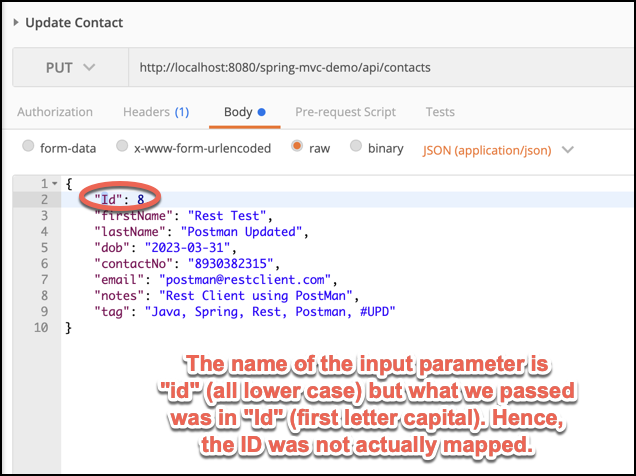 Update Contact
PUT http://localhost:8080/spring-mvc-demo/api/contacts
Authorization Headers (1) Body Pre-request Script Tests
form-data x-www-form-urlencoded raw binary JSON (application/json)
1 {
2 "Id": 8
3 "firstName": "Rest Test",
4 "lastName": "Postman Updated",
5 "dob": "2023-03-31",
6 "contactNo": "8930382315",
7 "email": "postman@restclient.com",
8 "notes": "Rest Client using PostMan",
9 "tag": "Java, Spring, Rest, Postman, #UPD"
10 }
The name of the input parameter is
"id" (all lower case) but what we passed
was in "Id" (first letter capital). Hence,
the ID was not actually mapped.